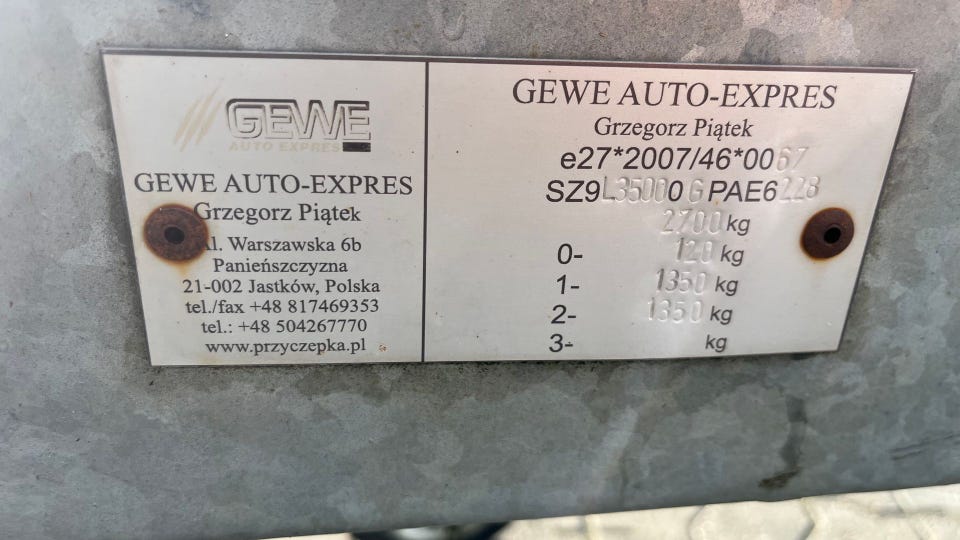 GEWE
AUTO EXPRES
GEWE AUTO-EXPRES
Grzegorz Piątek
Al. Warszawska 6b
Panieńszczyzna
21-002 Jastków, Polska
tel./fax +48 817469353
tel.: +48 504267770
www.przyczepka.pl
GEWE AUTO-EXPRES
Grzegorz Piątek
e27*2007/46*0067
SZ9L35000GPAE6228
2700 kg
0- 120 kg
1- 1350 kg
2- 1350 kg
3- kg